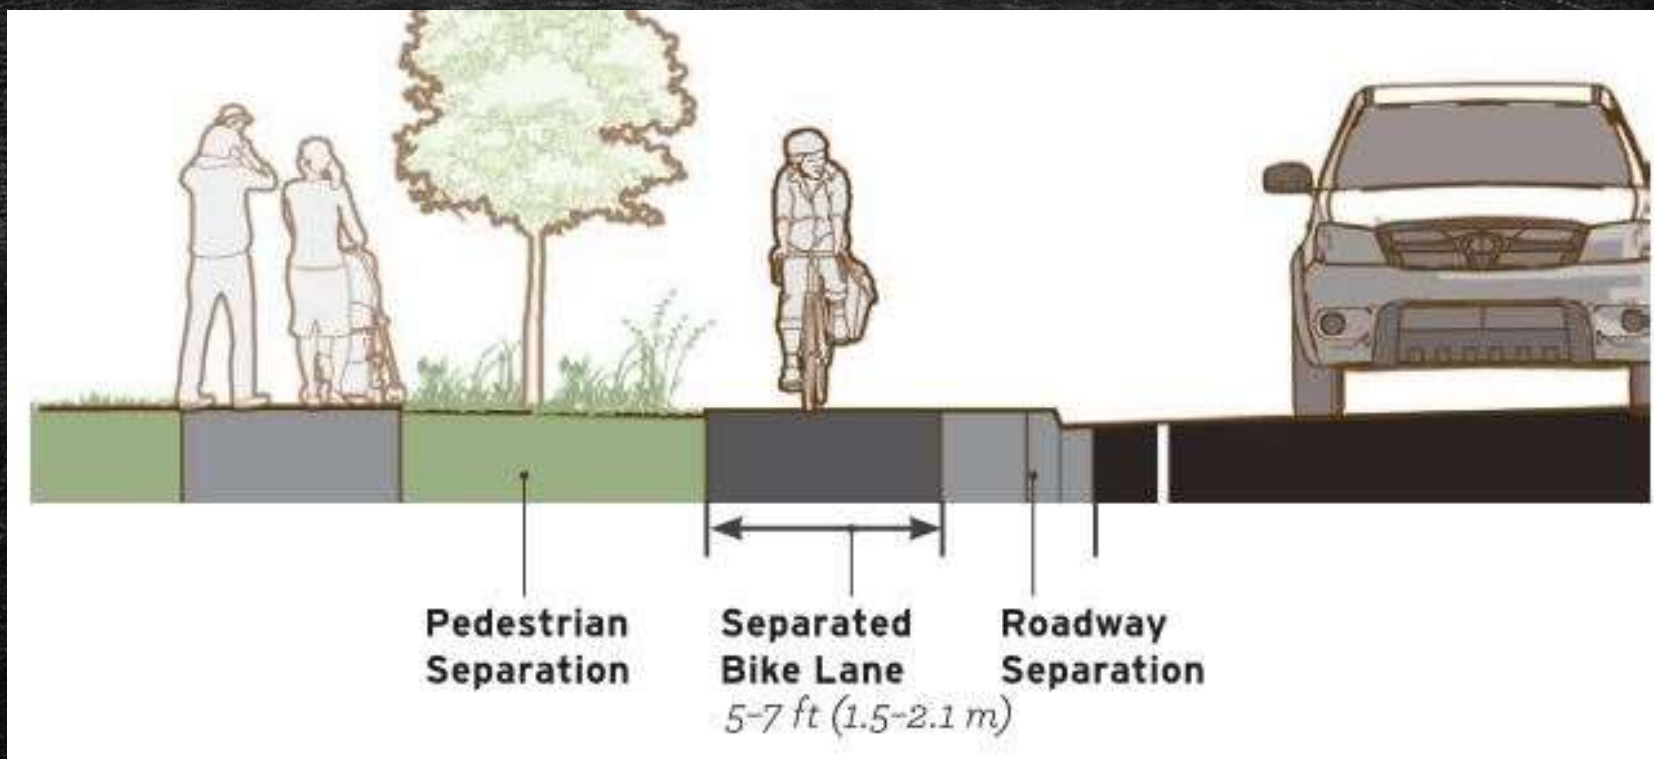 Pedestrian
Separation
Separated
Bike Lane
5-7 ft (1.5-2.1 m)
Roadway
Separation